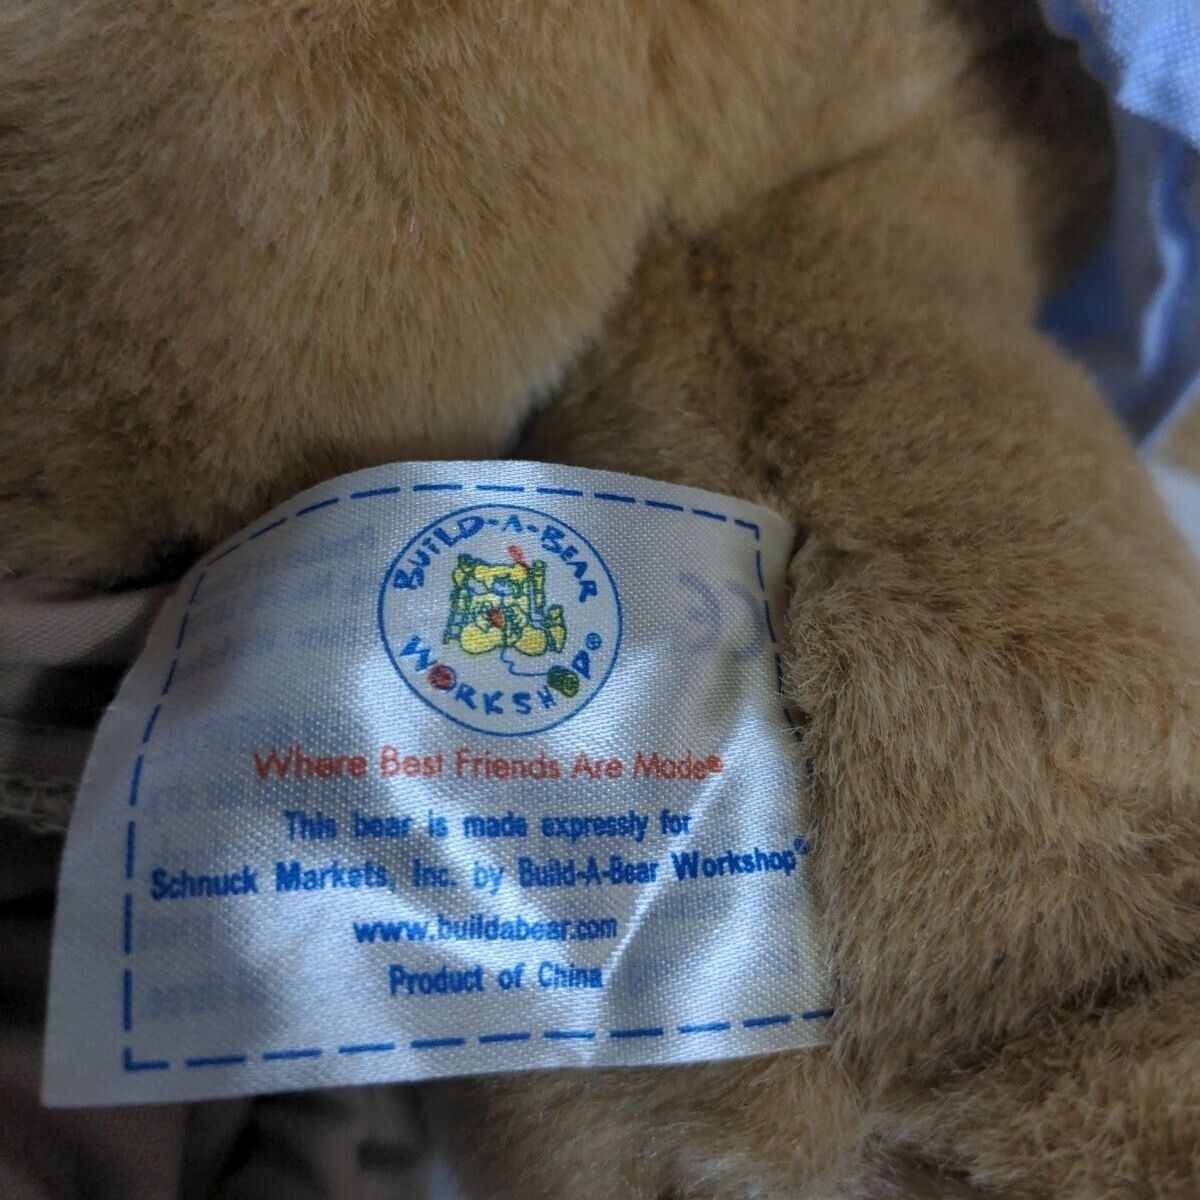 BUILD-A-BEAR
WORKSHOP®
Where Best Friends Are Made®
This bear is made expressly for
Schnuck Markets, Inc. by Build-A-Bear Workshop®
www.buildabear.com
Product of China